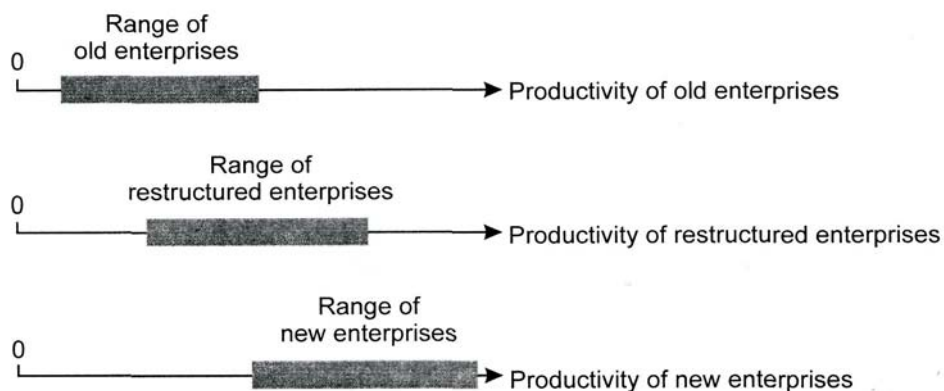 Range of
old enterprises
0
Productivity of old enterprises
Range of
restructured enterprises
0
Productivity of restructured enterprises
Range of
new enterprises
0
Productivity of new enterprises